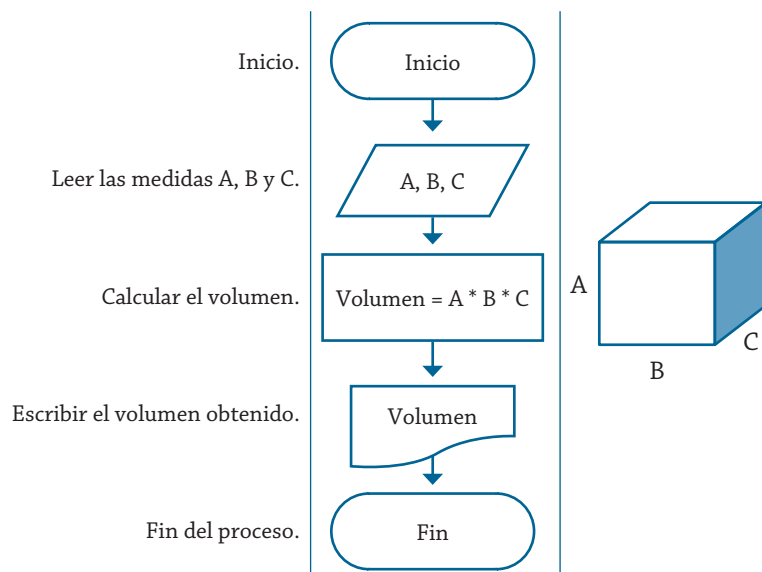 Inicio.
Inicio
Leer las medidas A, B y C.
A, B, C
Calcular el volumen.
Volumen = A * B * C
A
B
C
Escribir el volumen obtenido.
Volumen
Fin del proceso.
Fin